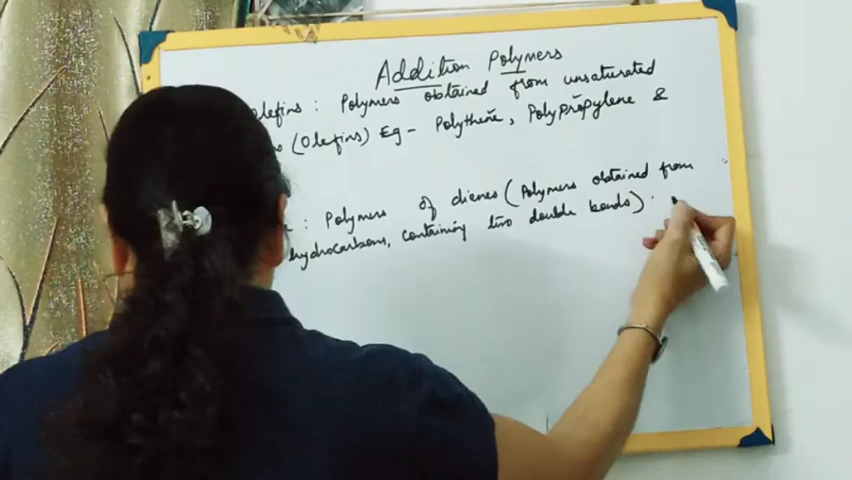 Addition Polymers
olefins : Polymers obtained from unsaturated
(Olefins) Eg - Polythene, Polypropylene &
: Polymers of dienes (Polymers obtained from
hydrocarbons, containing two double bonds).